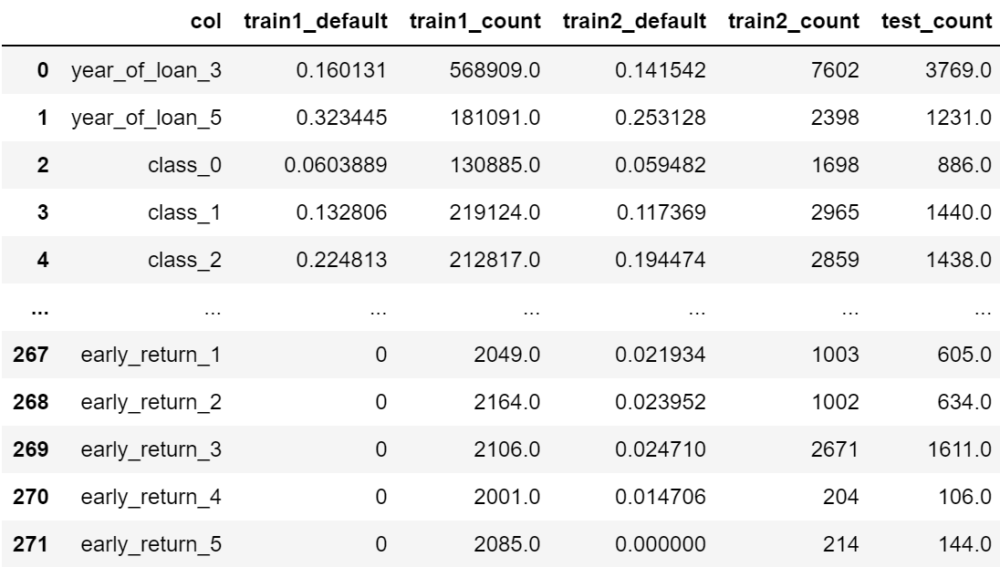 col train1_default train1_count train2_default train2_count test_count
0 year_of_loan_3 0.160131 568909.0 0.141542 7602 3769.0
1 year_of_loan_5 0.323445 181091.0 0.253128 2398 1231.0
2 class_0 0.0603889 130885.0 0.059482 1698 886.0
3 class_1 0.132806 219124.0 0.117369 2965 1440.0
4 class_2 0.224813 212817.0 0.194474 2859 1438.0
... ... ... ... ... ... ...
267 early_return_1 0 2049.0 0.021934 1003 605.0
268 early_return_2 0 2164.0 0.023952 1002 634.0
269 early_return_3 0 2106.0 0.024710 2671 1611.0
270 early_return_4 0 2001.0 0.014706 204 106.0
271 early_return_5 0 2085.0 0.000000 214 144.0